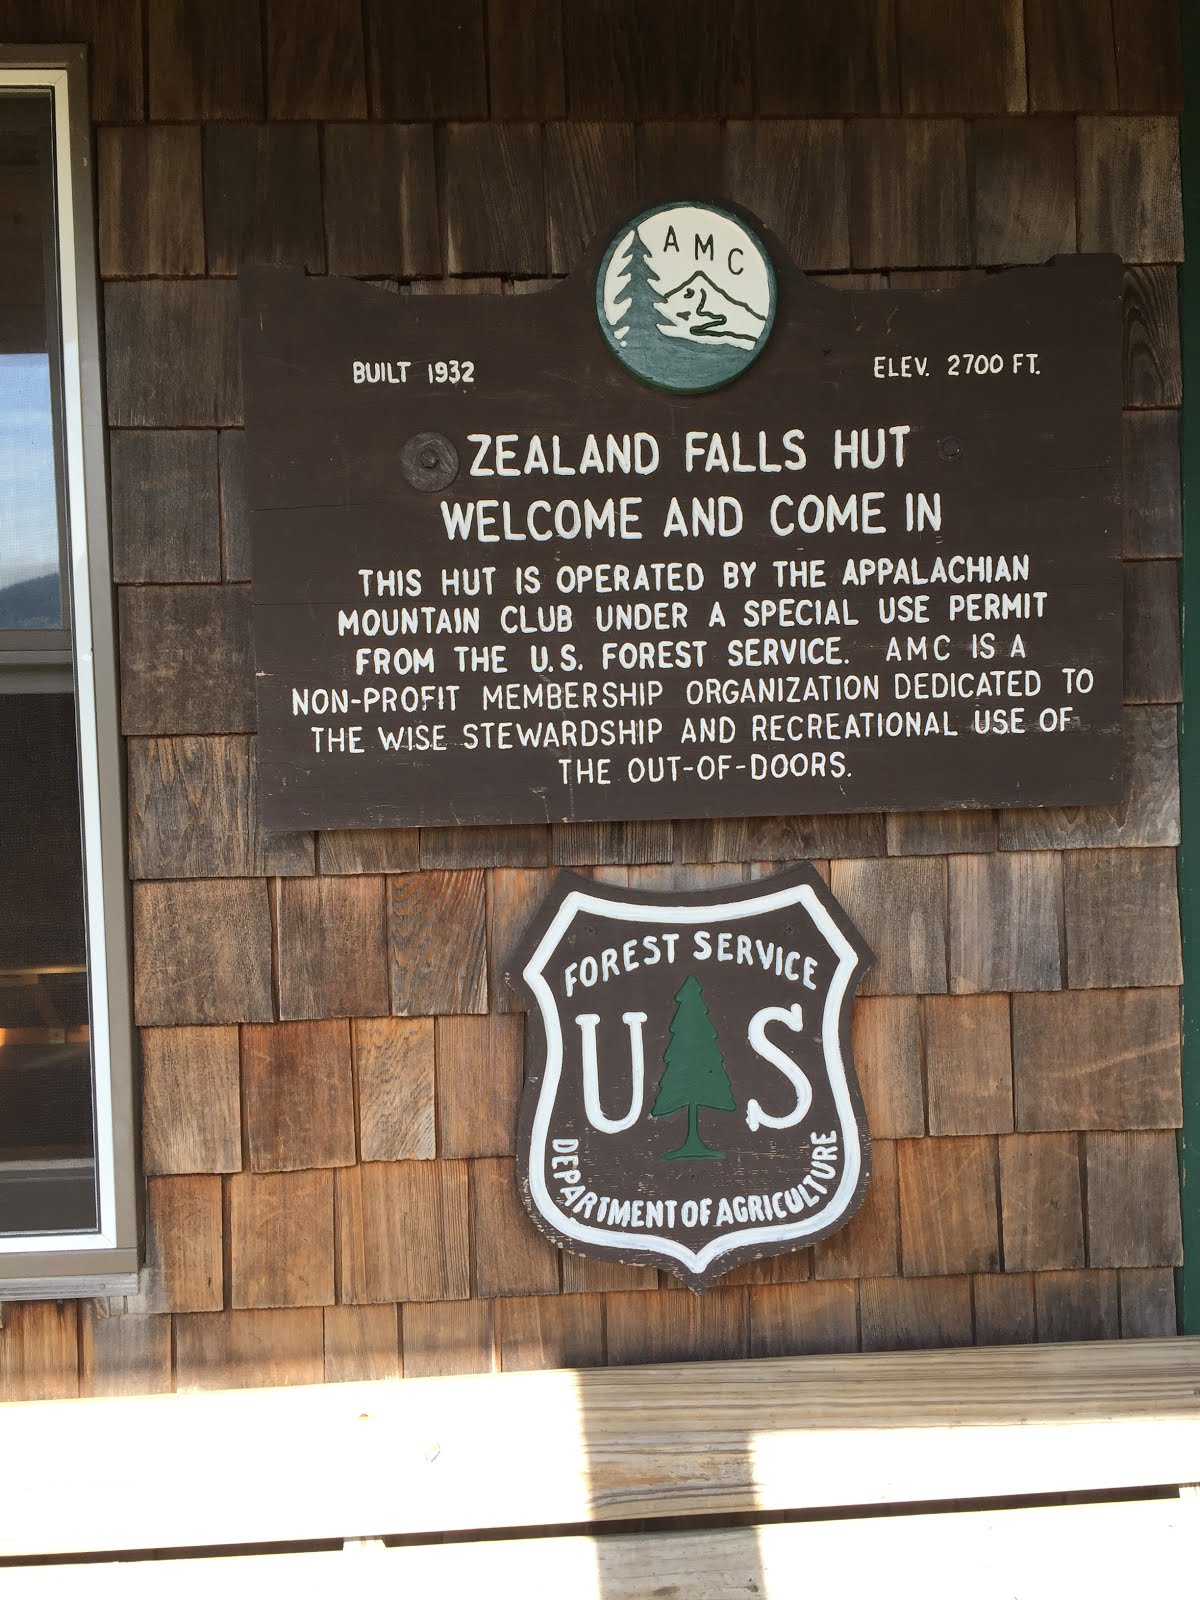 AMC
BUILT 1932
ELEV. 2700 FT.
ZEALAND FALLS HUT
WELCOME AND COME IN
THIS HUT IS OPERATED BY THE APPALACHIAN
MOUNTAIN CLUB UNDER A SPECIAL USE PERMIT
FROM THE U.S. FOREST SERVICE. AMC IS A
NON-PROFIT MEMBERSHIP ORGANIZATION DEDICATED TO
THE WISE STEWARDSHIP AND RECREATIONAL USE OF
THE OUT-OF-DOORS.
FOREST SERVICE
U S
DEPARTMENT OF AGRICULTURE